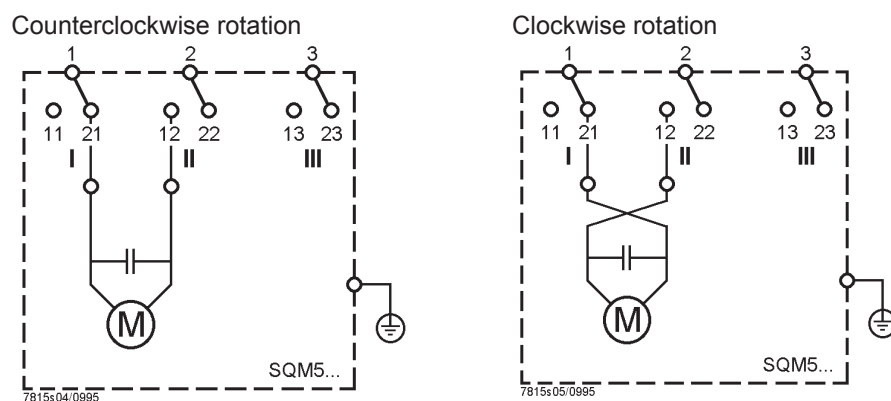 Counterclockwise rotation
1 2 3
11 21 12 22 13 23
I II III
M
SQM5...
7815s04/0995
Clockwise rotation
1 2 3
11 21 12 22 13 23
I II III
M
SQM5...
7815s05/0995